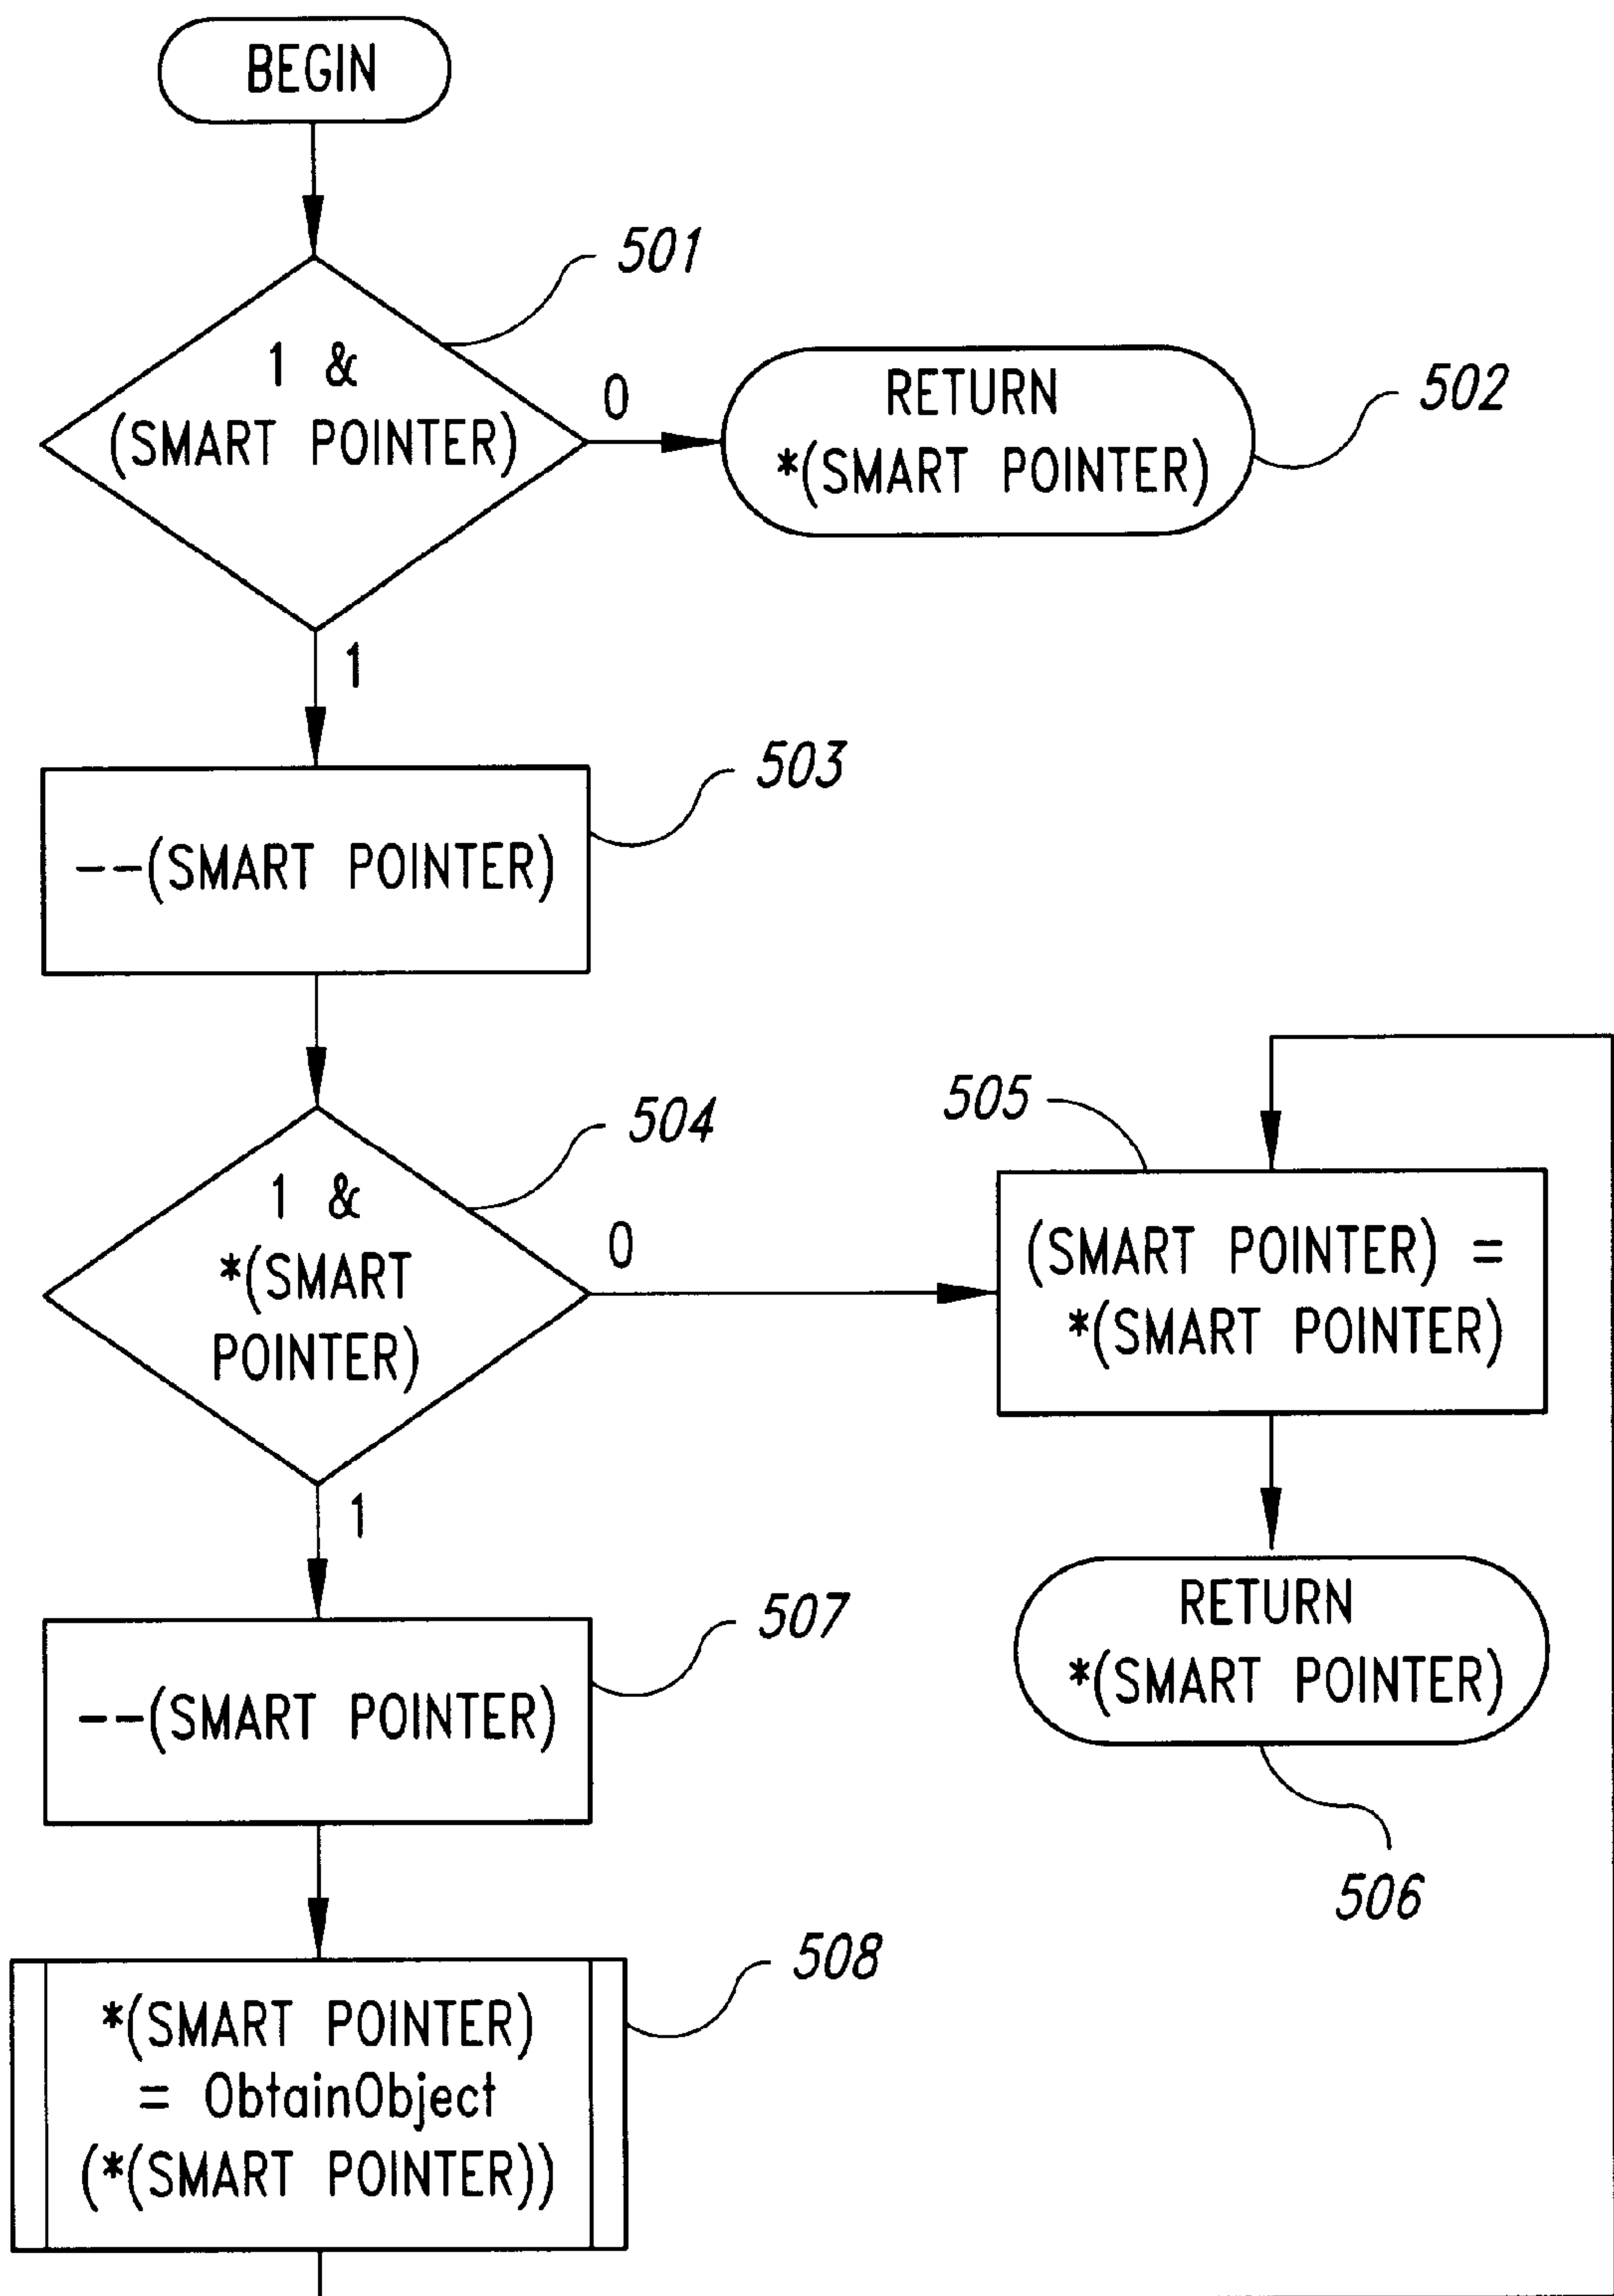 BEGIN
501
1 &
(SMART POINTER)
0
RETURN
*(SMART POINTER)
502
1
503
--(SMART POINTER)
504
1 &
*(SMART
POINTER)
0
505
(SMART POINTER) =
*(SMART POINTER)
1
RETURN
*(SMART POINTER)
506
507
--(SMART POINTER)
508
*(SMART POINTER)
= ObtainObject
(*(SMART POINTER))